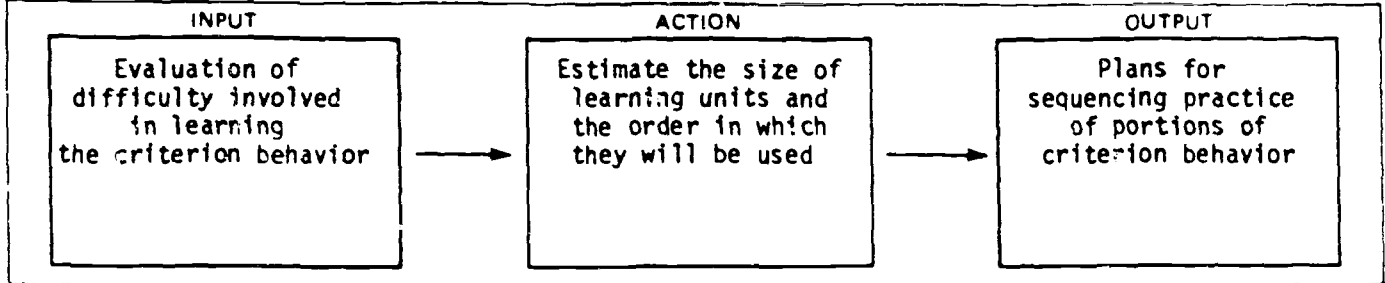 INPUT
Evaluation of
difficulty involved
in learning
the criterion behavior
ACTION
Estimate the size of
learning units and
the order in which
they will be used
OUTPUT
Plans for
sequencing practice
of portions of
criterion behavior